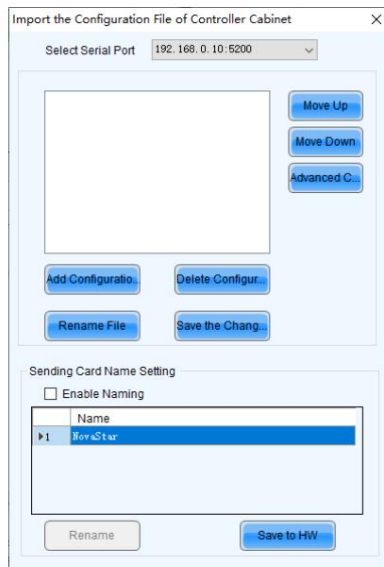 Import the Configuration File of Controller Cabinet
Select Serial Port 192.168.0.10:5200
Move Up
Move Down
Advanced C...
Add Configuratio... Delete Configur...
Rename File Save the Chang...
Sending Card Name Setting
Enable Naming
Name
1 NovaStar
Rename Save to HW